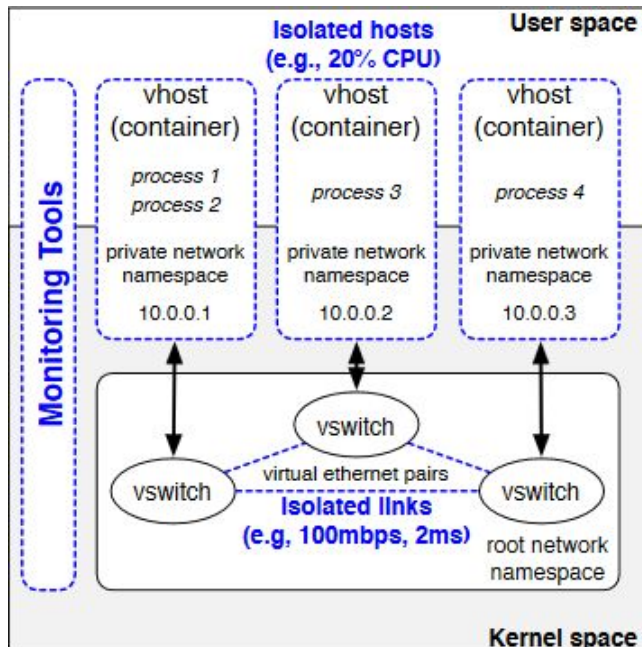 User space
Isolated hosts
(e.g., 20% CPU)
Monitoring Tools
vhost
(container)
process 1
process 2
private network
namespace
10.0.0.1
vhost
(container)
process 3
private network
namespace
10.0.0.2
vhost
(container)
process 4
private network
namespace
10.0.0.3
vswitch
vswitch
vswitch
virtual ethernet pairs
Isolated links
(e.g, 100mbps, 2ms)
root network
namespace
Kernel space